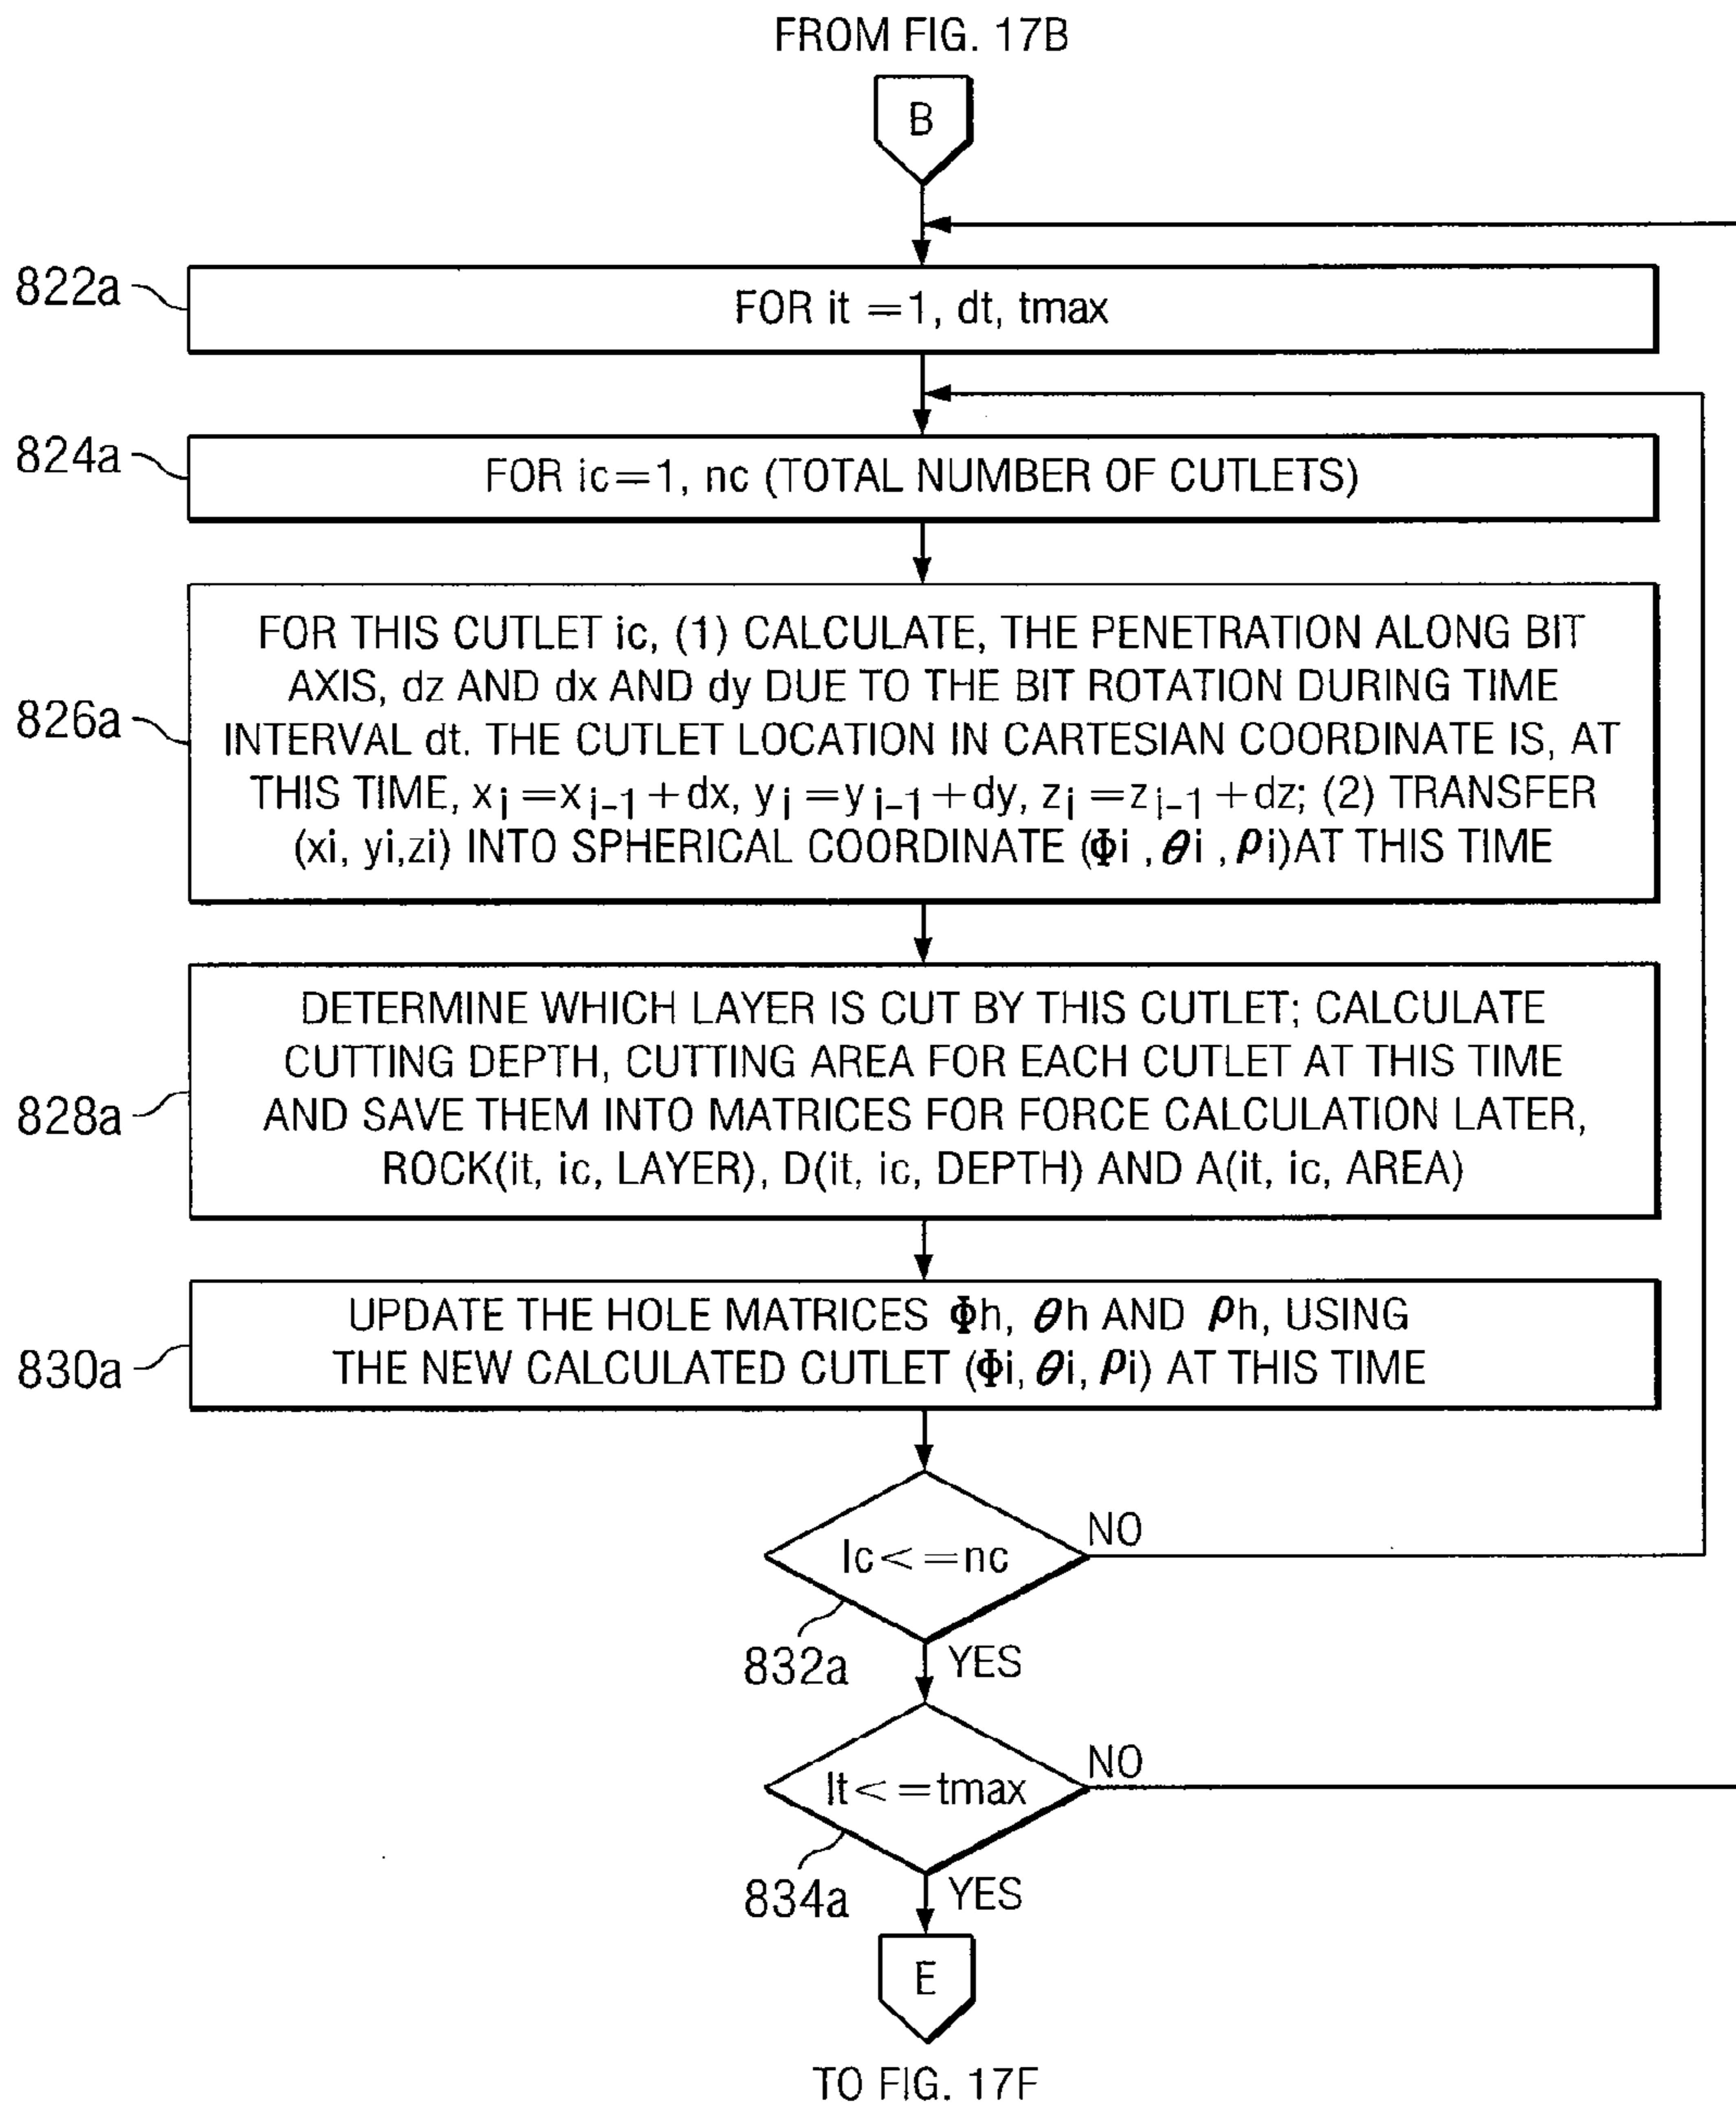 FROM FIG. 17B
B
822a
FOR it =1, dt, tmax
824a
FOR ic=1, nc (TOTAL NUMBER OF CUTLETS)
826a
FOR THIS CUTLET ic, (1) CALCULATE, THE PENETRATION ALONG BIT
AXIS, dz AND dx AND dy DUE TO THE BIT ROTATION DURING TIME
INTERVAL dt. THE CUTLET LOCATION IN CARTESIAN COORDINATE IS, AT
THIS TIME, xi =xi-1 +dx, yi =yi-1 +dy, zi =zi-1 +dz; (2) TRANSFER
(xi, yi,zi) INTO SPHERICAL COORDINATE (Φi ,θi ,ρi)AT THIS TIME
828a
DETERMINE WHICH LAYER IS CUT BY THIS CUTLET; CALCULATE
CUTTING DEPTH, CUTTING AREA FOR EACH CUTLET AT THIS TIME
AND SAVE THEM INTO MATRICES FOR FORCE CALCULATION LATER,
ROCK(it, ic, LAYER), D(it, ic, DEPTH) AND A(it, ic, AREA)
830a
UPDATE THE HOLE MATRICES Φh, θh AND ρh, USING
THE NEW CALCULATED CUTLET (Φi, θi, ρi) AT THIS TIME
Ic<=nc
NO
832a
YES
It<=tmax
NO
834a
YES
E
TO FIG. 17F